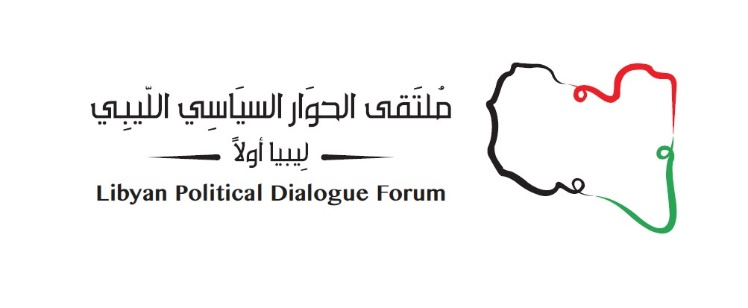 مُلتَقى الحوَار السيَاسِي اللّيبِي
لِيبيا أولاً
Libyan Political Dialogue Forum